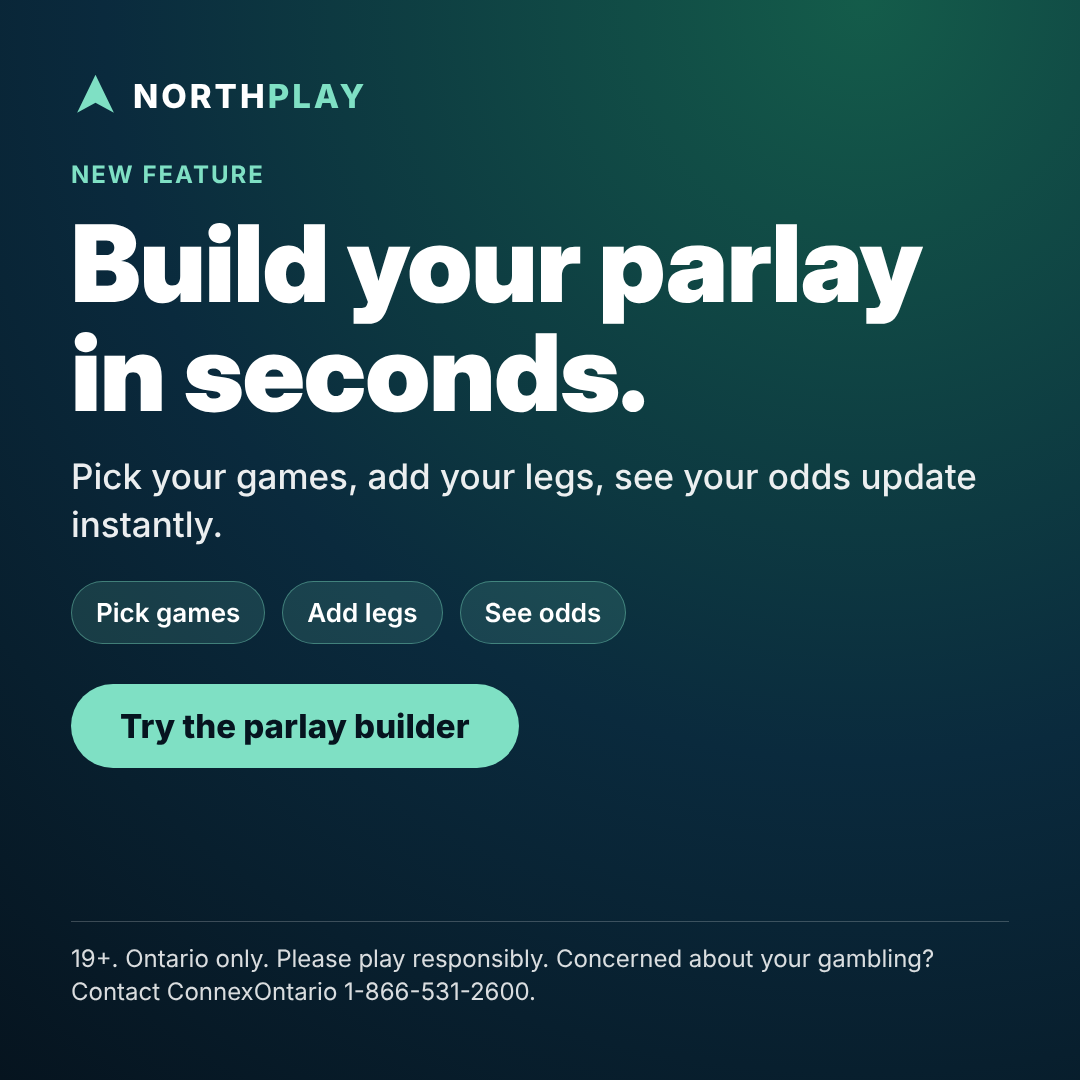 NORTHPLAY
NEW FEATURE
Build your parlay
in seconds.
Pick your games, add your legs, see your odds update
instantly.
Pick games
Add legs
See odds
Try the parlay builder
19+. Ontario only. Please play responsibly. Concerned about your gambling?
Contact ConnexOntario 1-866-531-2600.